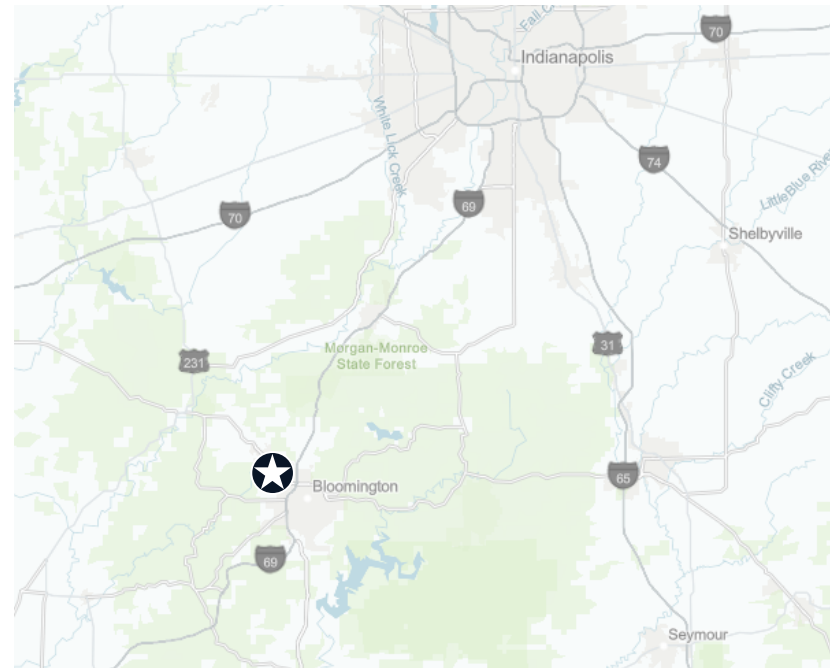 Fall C
70
Indianapolis
White Lick Creek
74
Little Blue River
69
70
Shelbyville
31
Morgan-Monroe
State Forest
231
Clifty Creek
65
Bloomington
69
Seymour